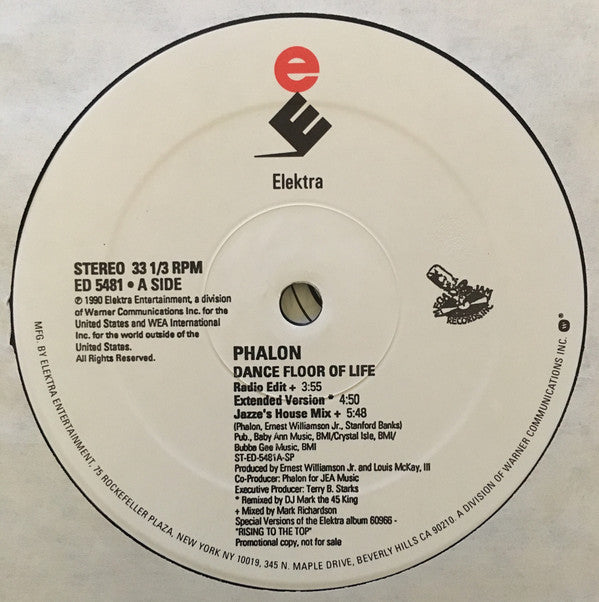 e
E
Elektra
STEREO 33 1/3 RPM
ED 5481 • A SIDE
℗ 1990 Elektra Entertainment, a division
of Warner Communications Inc. for the
United States and WEA International
Inc. for the world outside of the
United States.
All Rights Reserved.
RECORDS
PHALON
DANCE FLOOR OF LIFE
Radio Edit + 3:55
Extended Version * 4:50
Jazze's House Mix + 5:48
(Phalon, Ernest Williamson Jr., Stanford Banks)
Pub., Baby Ann Music, BMI/Crystal Isle, BMI/
Bubba Gee Music, BMI
ST-ED-5481A-SP
Produced by Ernest Williamson Jr. and Louis McKay, III
Co-Producer: Phalon for JEA Music
Executive Producer: Terry B. Starks
* Remixed by DJ Mark the 45 King
+ Mixed by Mark Richardson
Special Versions of the Elektra album 60966 -
"RISING TO THE TOP"
Promotional copy, not for sale
MFG. BY ELEKTRA ENTERTAINMENT, 75 ROCKEFELLER PLAZA, NEW YORK NY 10019, 345 N. MAPLE DRIVE, BEVERLY HILLS CA 90210. A DIVISION OF WARNER COMMUNICATIONS INC.